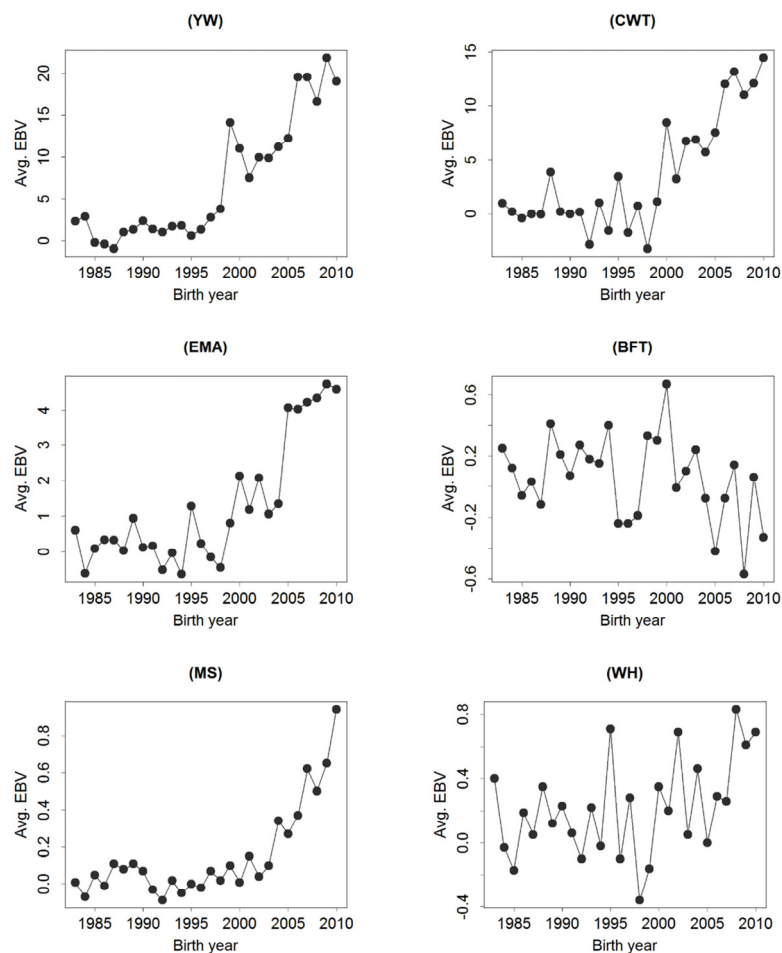 (YW)
20
15
10
5
0
Avg. EBV
1985 1990 1995 2000 2005 2010
Birth year
(CWT)
15
10
5
0
Avg. EBV
1985 1990 1995 2000 2005 2010
Birth year
(EMA)
4
3
2
1
0
Avg. EBV
1985 1990 1995 2000 2005 2010
Birth year
(BFT)
0.6
0.2
-0.2
-0.6
Avg. EBV
1985 1990 1995 2000 2005 2010
Birth year
(MS)
0.8
0.6
0.4
0.2
0.0
Avg. EBV
1985 1990 1995 2000 2005 2010
Birth year
(WH)
0.8
0.4
0.0
-0.4
Avg. EBV
1985 1990 1995 2000 2005 2010
Birth year